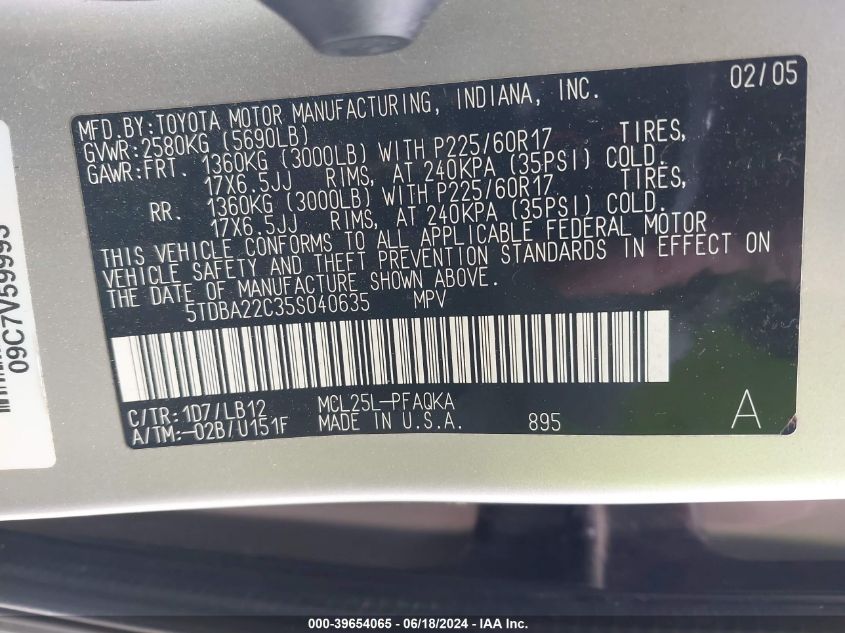 02/05
MFD.BY:TOYOTA MOTOR MANUFACTURING, INDIANA, INC.
GVWR:2580KG (5690LB)
GAWR:FRT. 1360KG (3000LB) WITH P225/60R17 TIRES,
17X6.5JJ RIMS, AT 240KPA (35PSI) COLD.
RR. 1360KG (3000LB) WITH P225/60R17 TIRES,
17X6.5JJ RIMS, AT 240KPA (35PSI) COLD.
THIS VEHICLE CONFORMS TO ALL APPLICABLE FEDERAL MOTOR
VEHICLE SAFETY AND THEFT PREVENTION STANDARDS IN EFFECT ON
THE DATE OF MANUFACTURE SHOWN ABOVE.
5TDBA22C35S040635 MPV
C/TR:1D7/LB12 MCL25L-PFAQKA
A/TM:-02B/U151F MADE IN U.S.A. 895
A
09C7V59993
000-39654065 - 06/18/2024 - IAA Inc.